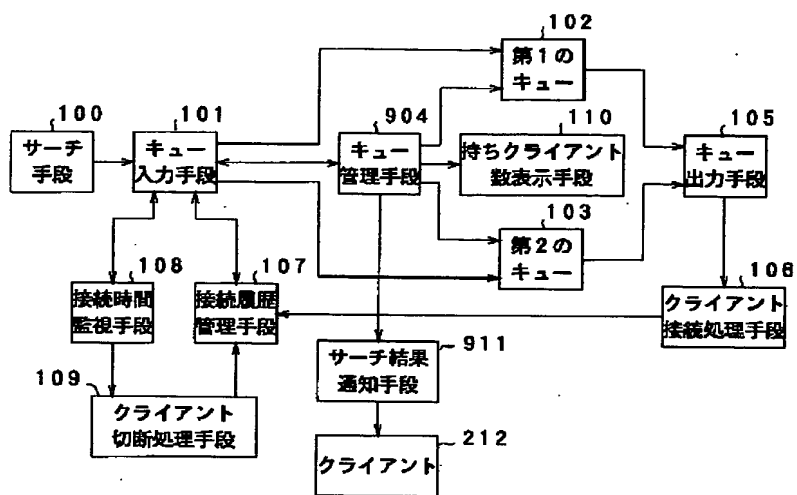 102
第1の
キュー
100
サーチ
手段
101
キュー
入力手段
904
キュー
管理手段
110
持ちクライアント
数表示手段
105
キュー
出力手段
103
第2の
キュー
108
接続時間
監視手段
107
接続履歴
管理手段
106
クライアント
接続処理手段
911
サーチ結果
通知手段
109
クライアント
切断処理手段
212
クライアント